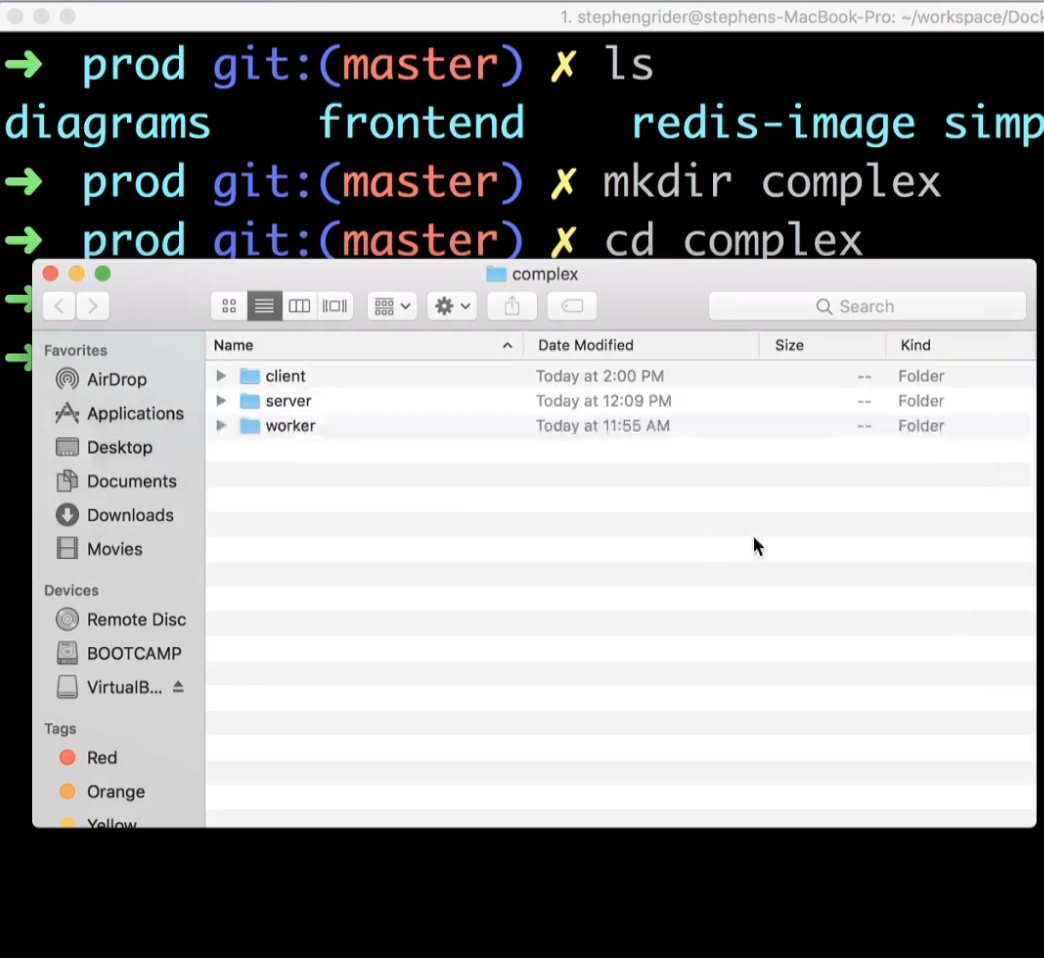 1. stephengrider@stephens-MacBook-Pro: ~/workspace/Dock
➜ prod git:(master) ✗ ls
diagrams frontend redis-image simp
➜ prod git:(master) ✗ mkdir complex
➜ prod git:(master) ✗ cd complex
complex
Search
Favorites
AirDrop
Applications
Desktop
Documents
Downloads
Movies
Devices
Remote Disc
BOOTCAMP
VirtualB...
Tags
Red
Orange
Yellow
Name Date Modified Size Kind
client Today at 2:00 PM -- Folder
server Today at 12:09 PM -- Folder
worker Today at 11:55 AM -- Folder